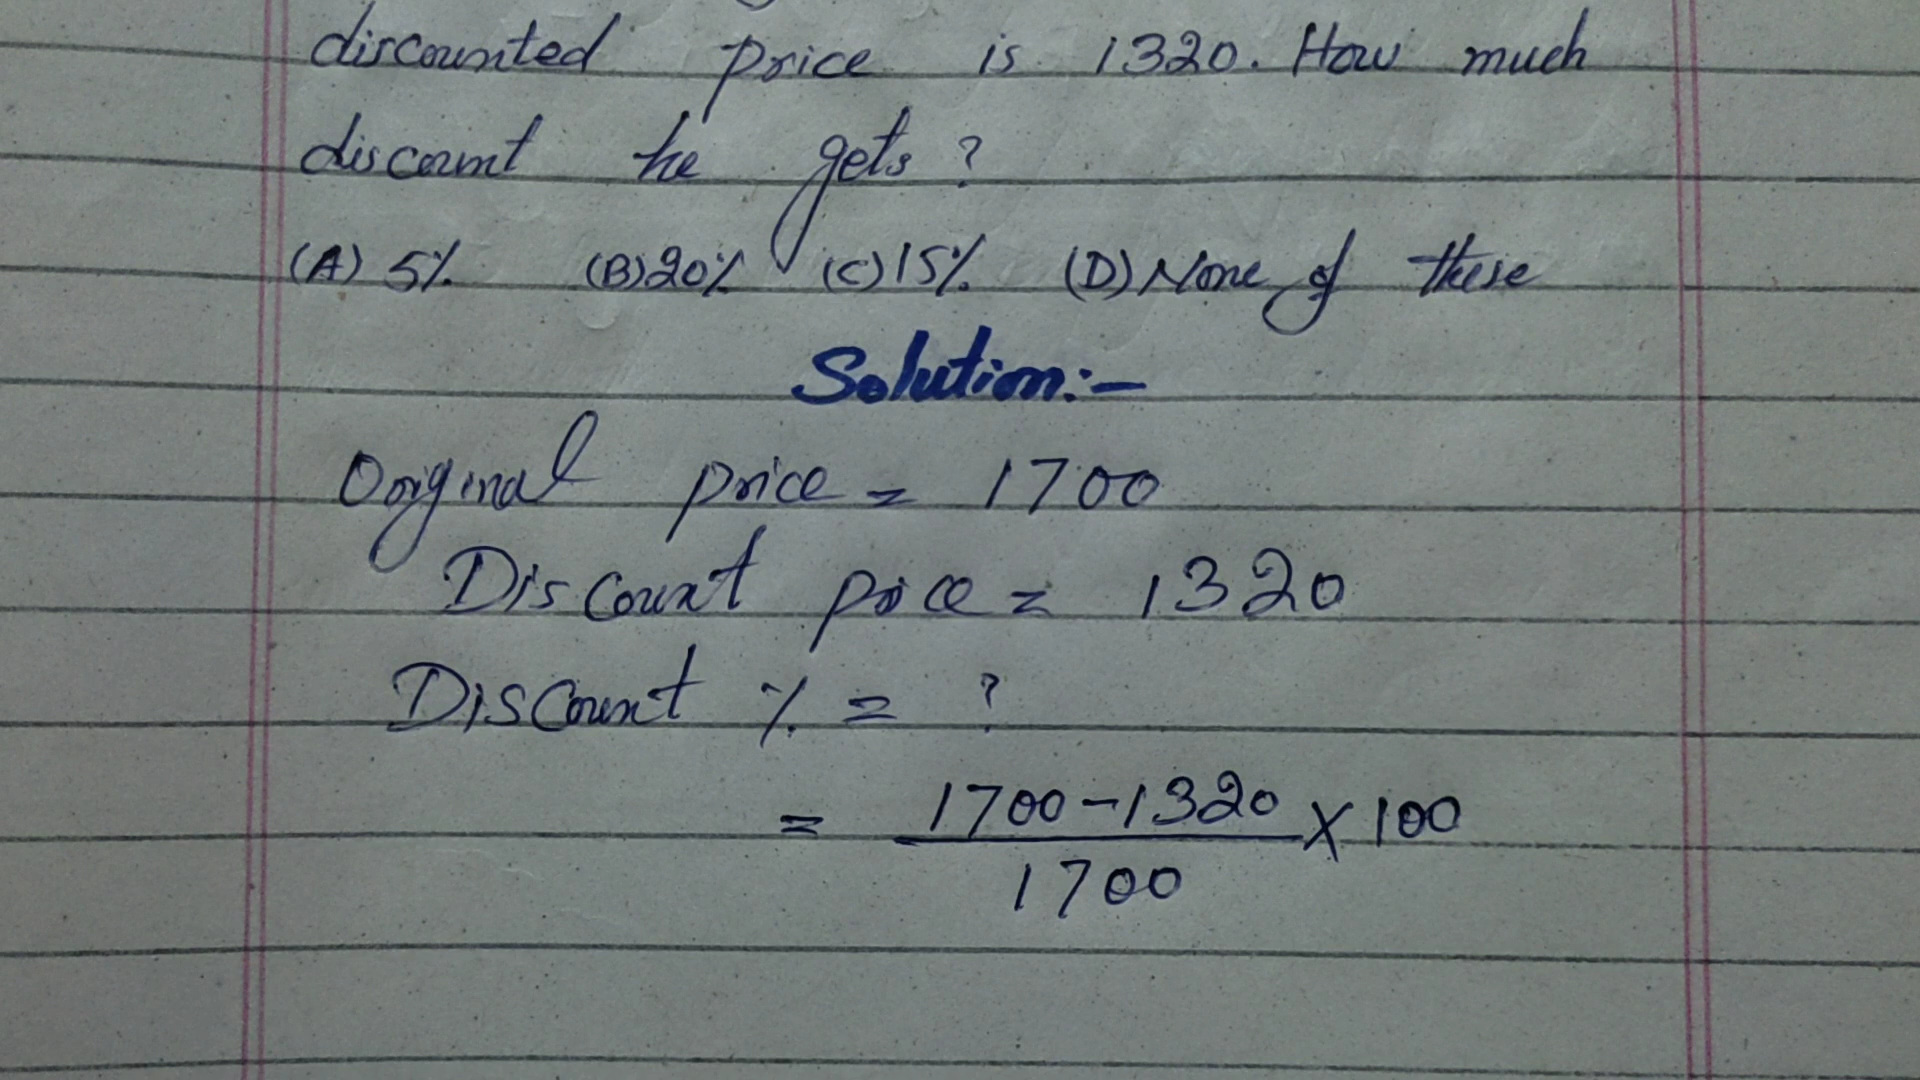 discounted price is 1320. How much
discount he gets?
(A) 5% (B) 20% (C) 15% (D) None of these
Solution:-
Original price = 1700
Discount price = 1320
Discount % = ?
= 1700-1320 / 1700 × 100